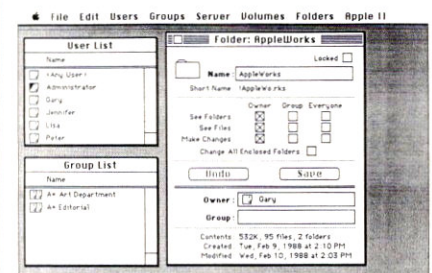 File Edit Users Groups Server Volumes Folders Apple II
User List
Name
<Any User>
Administrator
Gary
Jennifer
Lisa
Peter
Group List
Name
A+ Art Department
A+ Editorial
Folder: AppleWorks
Locked
Name: AppleWorks
Short Name !AppleWo.rks
Owner Group Everyone
See Folders
See Files
Make Changes
Change All Enclosed Folders
Undo Save
Owner: Gary
Group:
Contents 532K, 95 files, 2 folders
Created Tue, Feb 9, 1988 at 2:10 PM
Modified Wed, Feb 10, 1988 at 2:03 PM